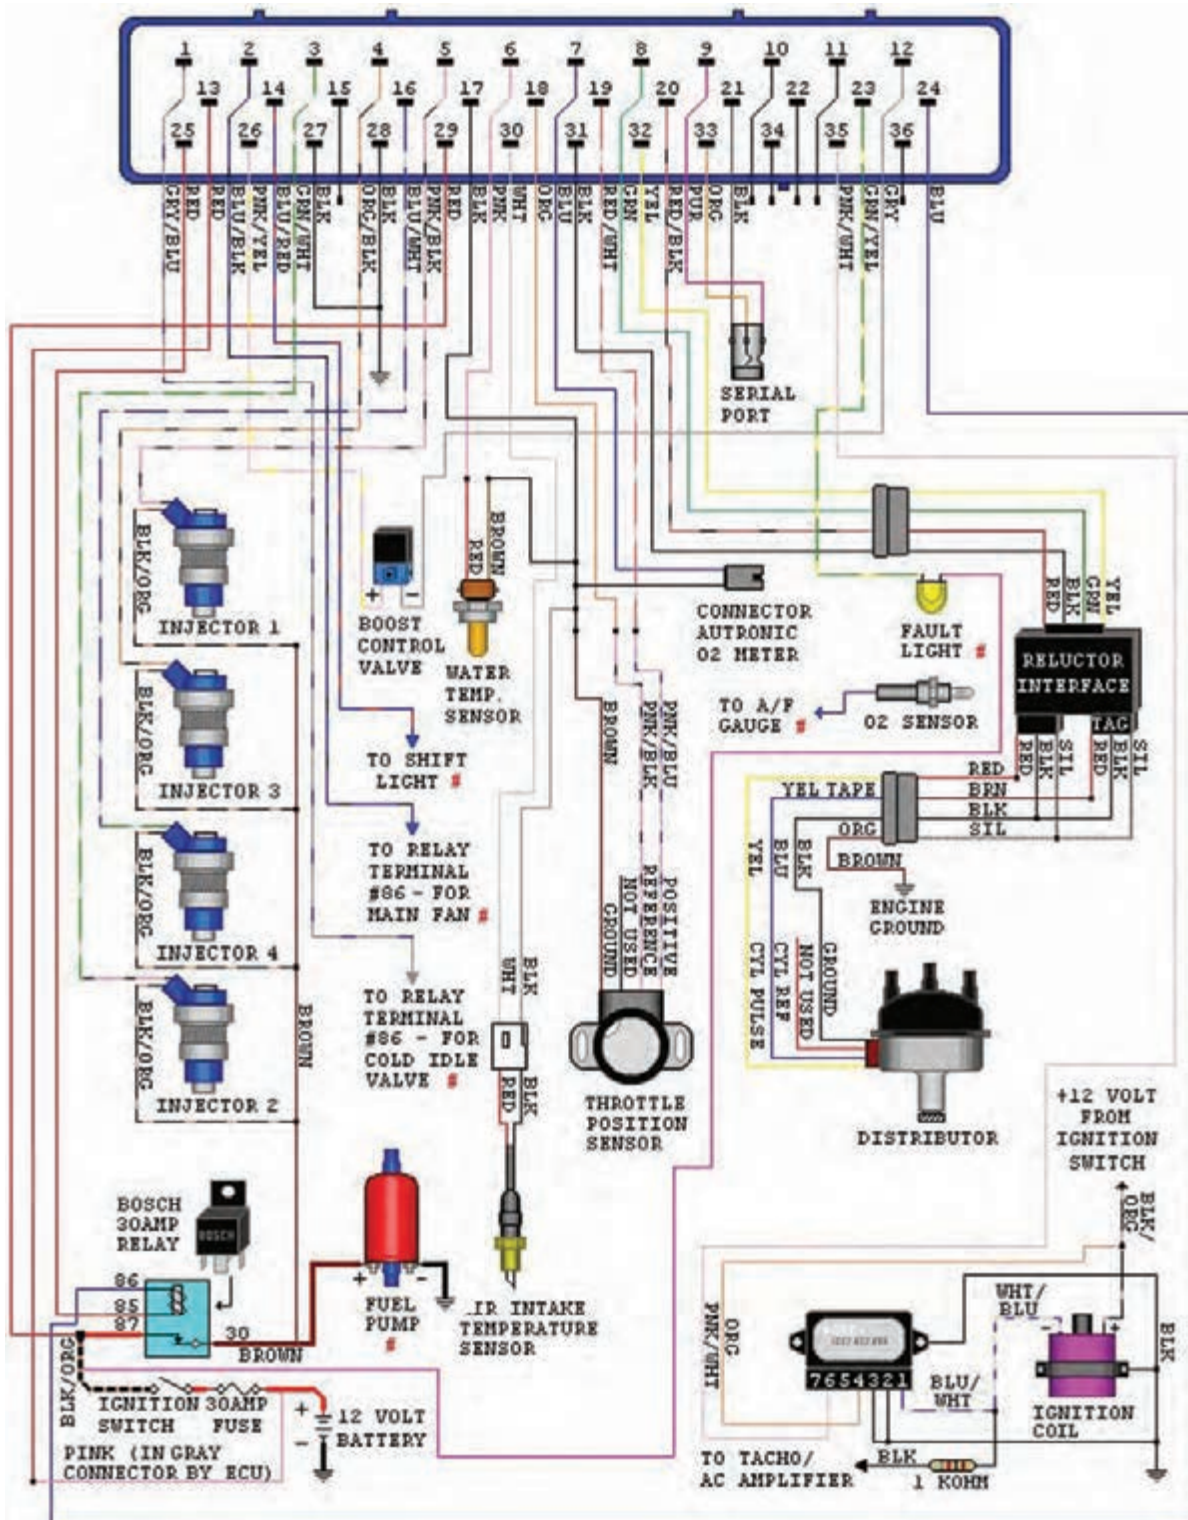 1 2 3 4 5 6 7 8 9 10 11 12
13 14 15 16 17 18 19 20 21 22 23 24
25 26 27 28 29 30 31 32 33 34 35 36
GRY/BLU
RED
RED
BLU/BLK
PNK/YEL
BLU/RED
GRN/WHT
BLK
ORG/BLK
BLK
BLU/WHT
PNK/BLK
RED
BLK
PNK
WHT
ORG
BLU
BLK
RED/WHT
GRN
YEL
RED/BLK
PUR
ORG
BLK
PNK/WHT
GRN/YEL
GRY
BLU
SERIAL
PORT
BLK/ORG
INJECTOR 1
BLK/ORG
INJECTOR 3
BLK/ORG
INJECTOR 4
BLK/ORG
INJECTOR 2
BROWN
+ -
BOOST
CONTROL
VALVE
RED
BROWN
WATER
TEMP.
SENSOR
TO SHIFT
LIGHT #
TO RELAY
TERMINAL
#86 - FOR
MAIN FAN #
TO RELAY
TERMINAL
#86 - FOR
COLD IDLE
VALVE #
WHT
BLK
RED
BLK
AIR INTAKE
TEMPERATURE
SENSOR
BROWN
PNK/BLK
PNK/BLU
GROUND
NOT USED
REFERENCE
POSITIVE
THROTTLE
POSITION
SENSOR
CONNECTOR
AUTRONIC
O2 METER
FAULT
LIGHT #
TO A/F
GAUGE #
O2 SENSOR
RED
BLK
GRN
YEL
RELUCTOR
INTERFACE
TAG
RED
BLK
SIL
RED
BLK
SIL
RED
YEL TAPE
BRN
BLK
ORG
SIL
BROWN
ENGINE
GROUND
YEL
BLU
BLK
CYL PULSE
CYL REF
NOT USED
GROUND
DISTRIBUTOR
+12 VOLT
FROM
IGNITION
SWITCH
BLK/
ORG
BOSCH
30AMP
RELAY
BOSCH
86
85
87
30
BROWN
+ -
FUEL
PUMP
#
BLK/ORG
IGNITION
SWITCH
30AMP
FUSE
+
-
12 VOLT
BATTERY
PINK (IN GRAY
CONNECTOR BY ECU)
PNK/WHT
ORG
7654321
WHT/
BLU
BLU/
WHT
- +
BLK
IGNITION
COIL
TO TACHO/
AC AMPLIFIER
BLK
1 KOHM